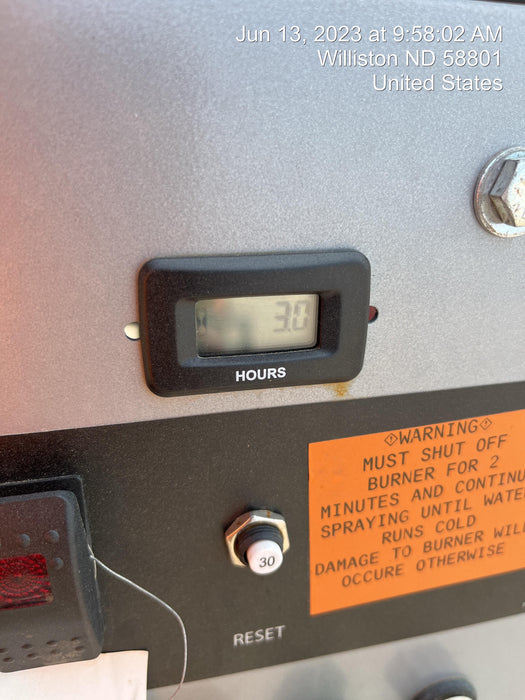 Jun 13, 2023 at 9:58:02 AM
Williston ND 58801
United States
3.0
HOURS
WARNING
MUST SHUT OFF
BURNER FOR 2
MINUTES AND CONTINU
SPRAYING UNTIL WATE
RUNS COLD
DAMAGE TO BURNER WILL
OCCURE OTHERWISE
30
RESET